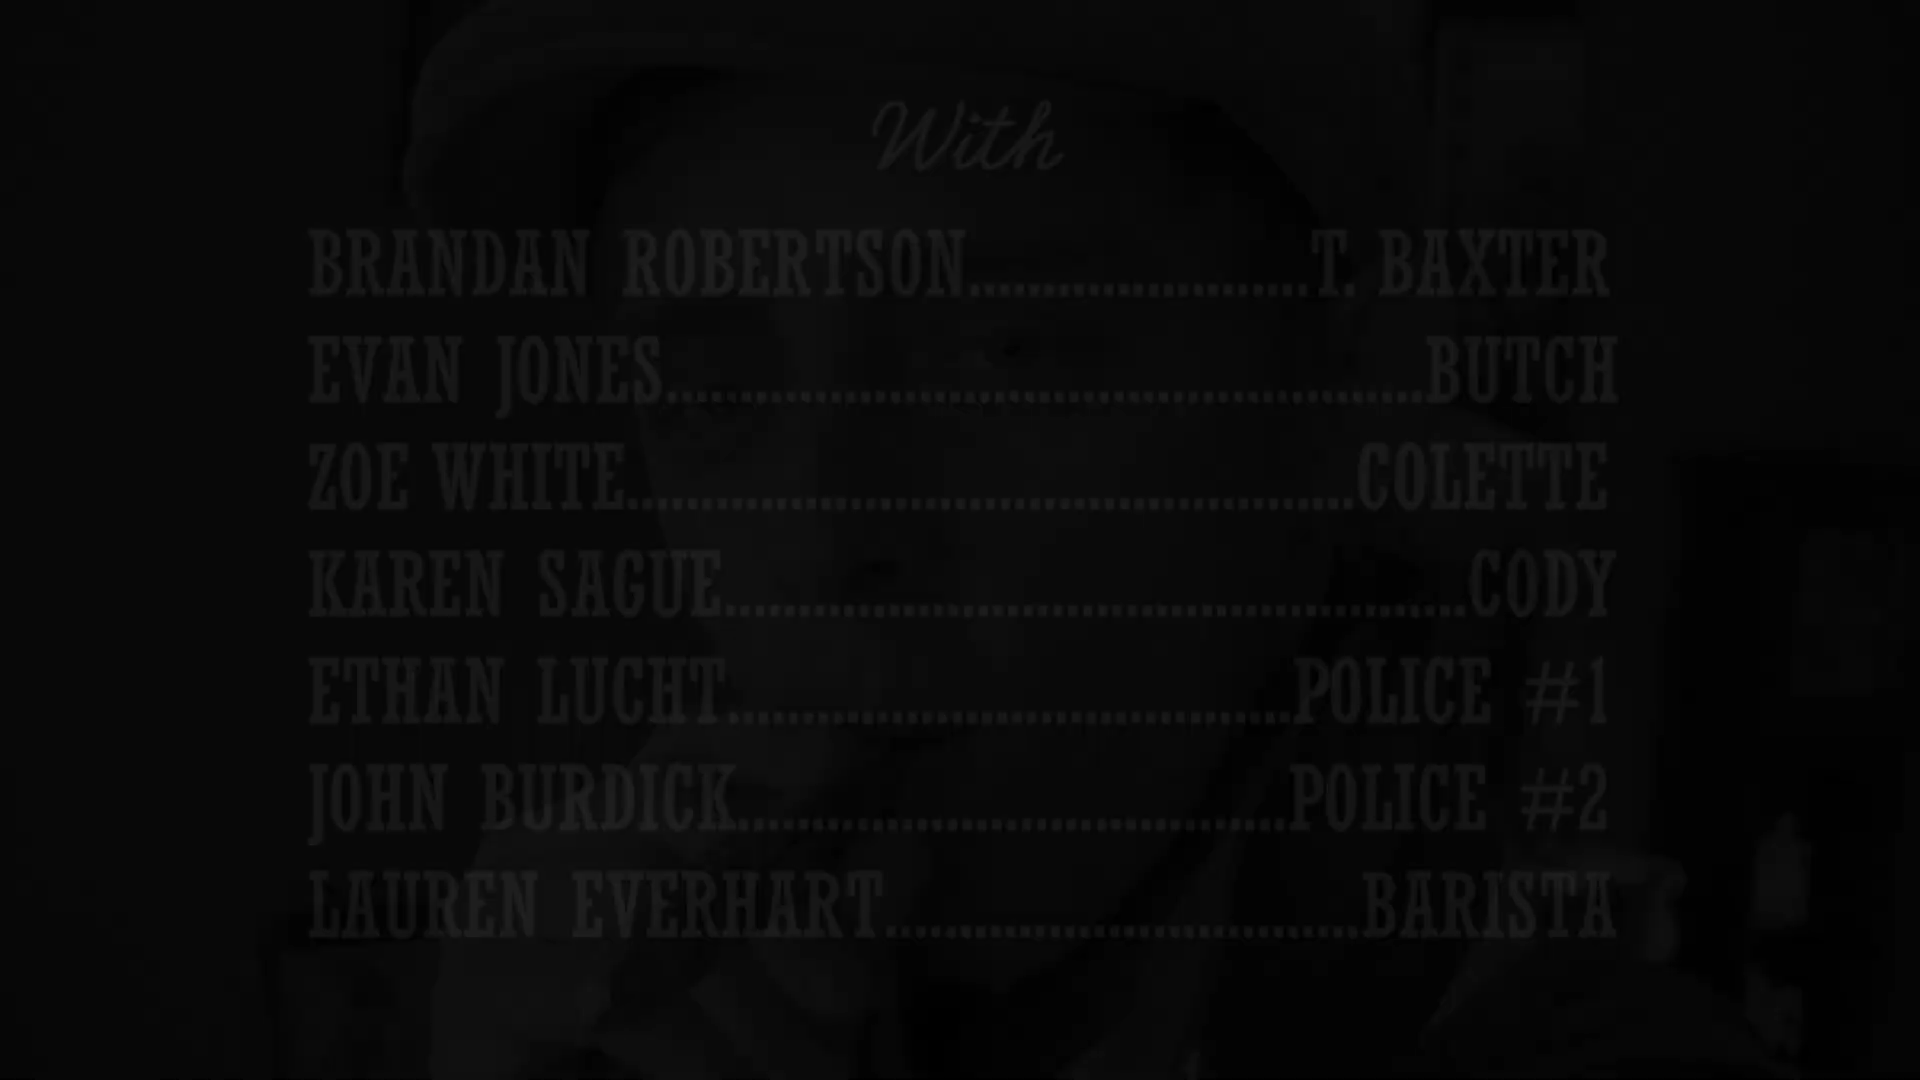 With
BRANDAN ROBERTSON.......................T. BAXTER
EVAN JONES...................................................BUTCH
ZOE WHITE.................................................COLETTE
KAREN SAGUE..................................................CODY
ETHAN LUCHT......................................POLICE #1
JOHN BURDICK.....................................POLICE #2
LAUREN EVERHART................................BARISTA